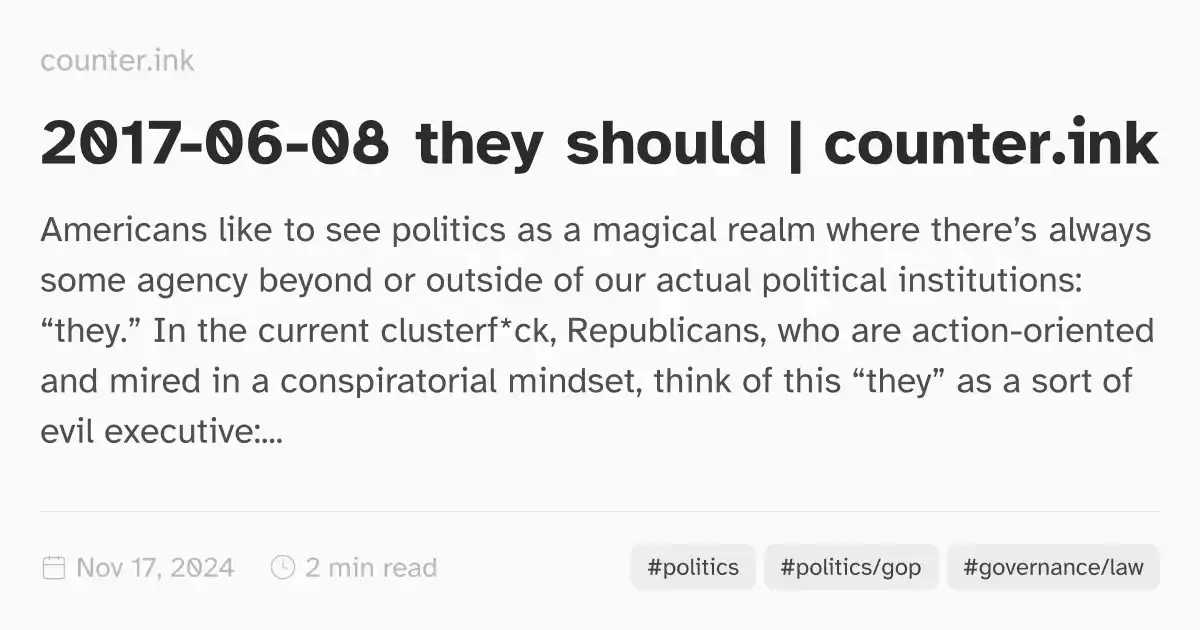 counter.ink
2017-06-08 they should | counter.ink
Americans like to see politics as a magical realm where there’s always
some agency beyond or outside of our actual political institutions:
“they.” In the current clusterf*ck, Republicans, who are action-oriented
and mired in a conspiratorial mindset, think of this “they” as a sort of
evil executive:...
Nov 17, 2024 2 min read #politics #politics/gop #governance/law